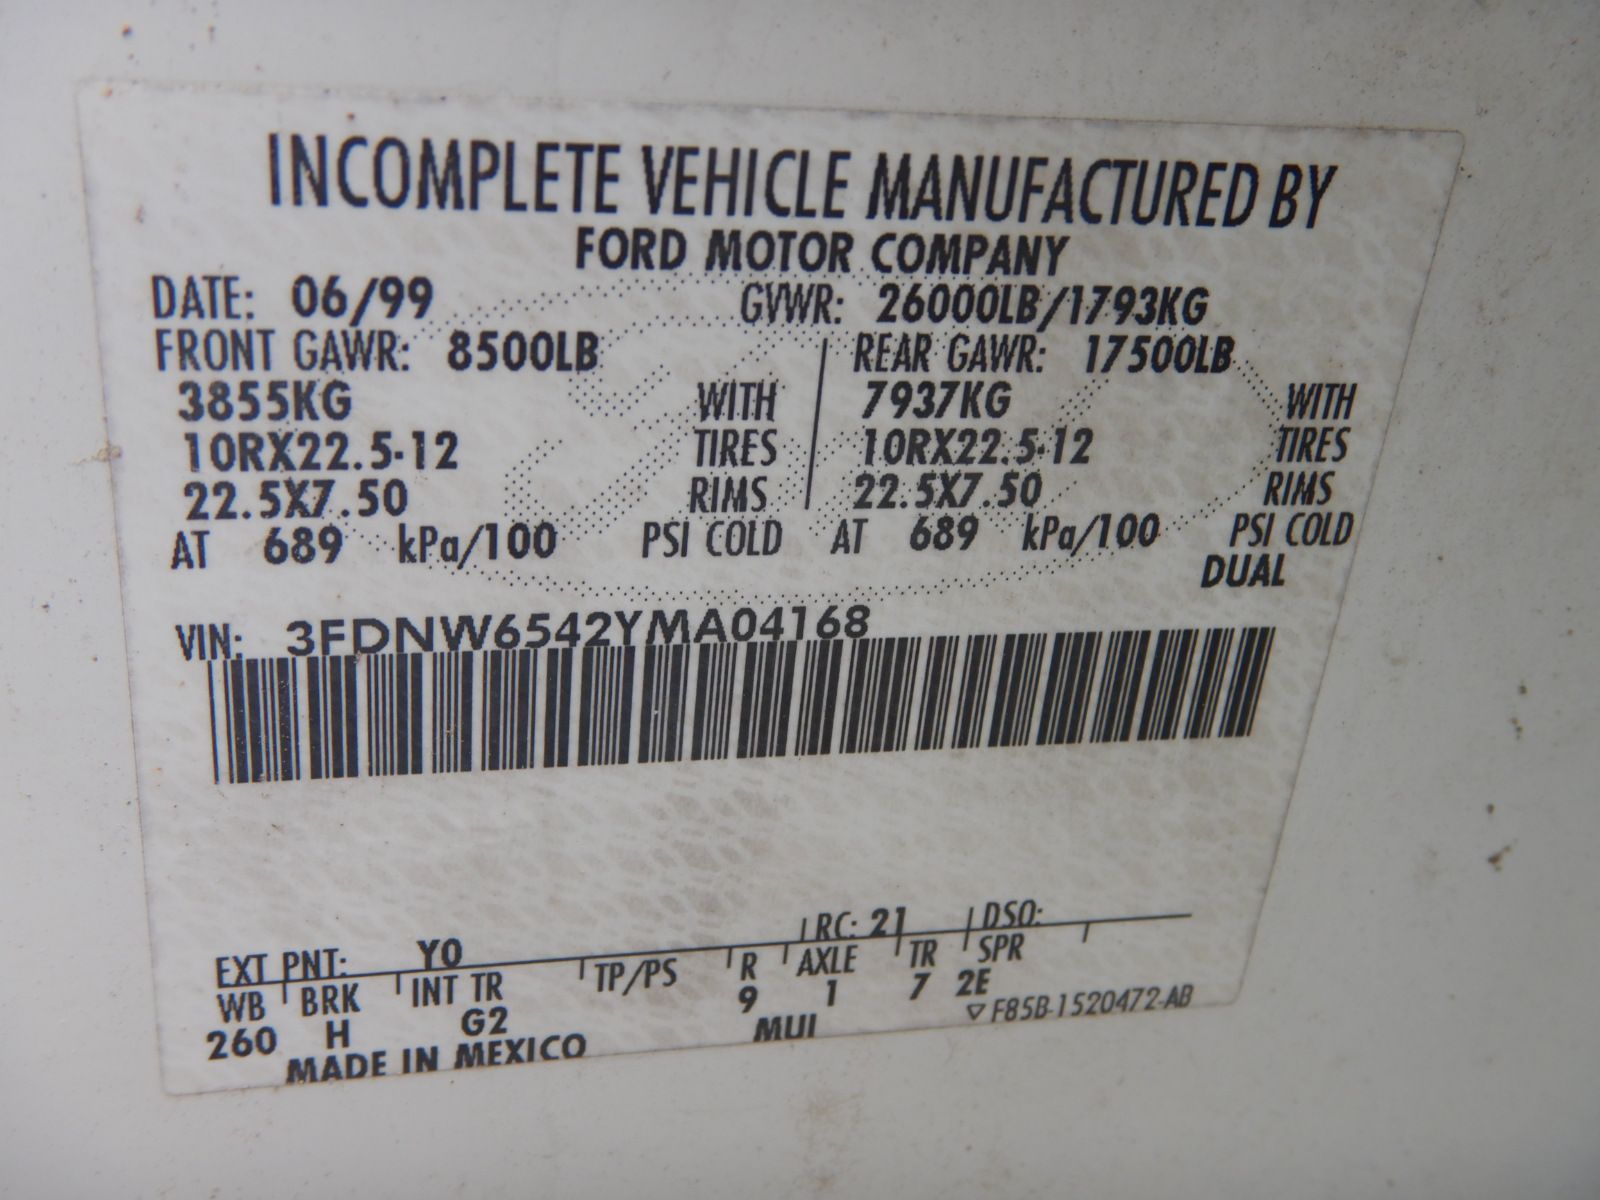 INCOMPLETE VEHICLE MANUFACTURED BY
FORD MOTOR COMPANY
DATE: 06/99 GVWR: 26000LB/1793KG
FRONT GAWR: 8500LB REAR GAWR: 17500LB
3855KG WITH 7937KG WITH
10RX22.5-12 TIRES 10RX22.5-12 TIRES
22.5X7.50 RIMS 22.5X7.50 RIMS
AT 689 kPa/100 PSI COLD AT 689 kPa/100 PSI COLD
DUAL
VIN: 3FDNW6542YMA04168
EXT PNT: Y0 RC: 21 DSO:
WB BRK INT TR TP/PS R AXLE TR SPR
260 H G2 9 1 7 2E
MADE IN MEXICO MUI ▽ F85B-1520472-AB